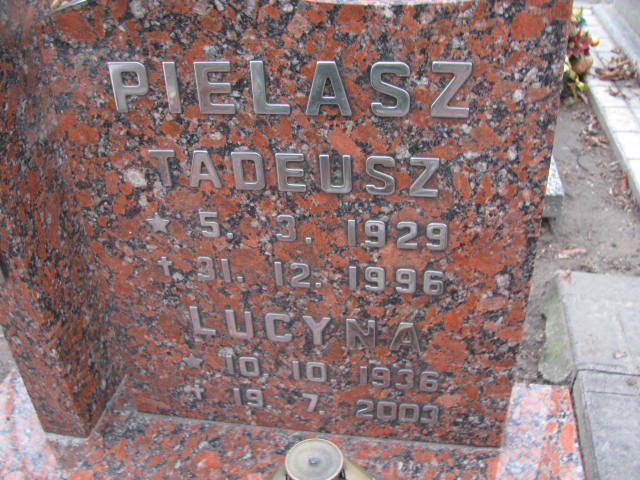 PIELASZ
TADEUSZ
★ 5. 3. 1929
✝ 31. 12. 1996
LUCYNA
★ 10. 10. 1936
✝ 19. 7. 2003